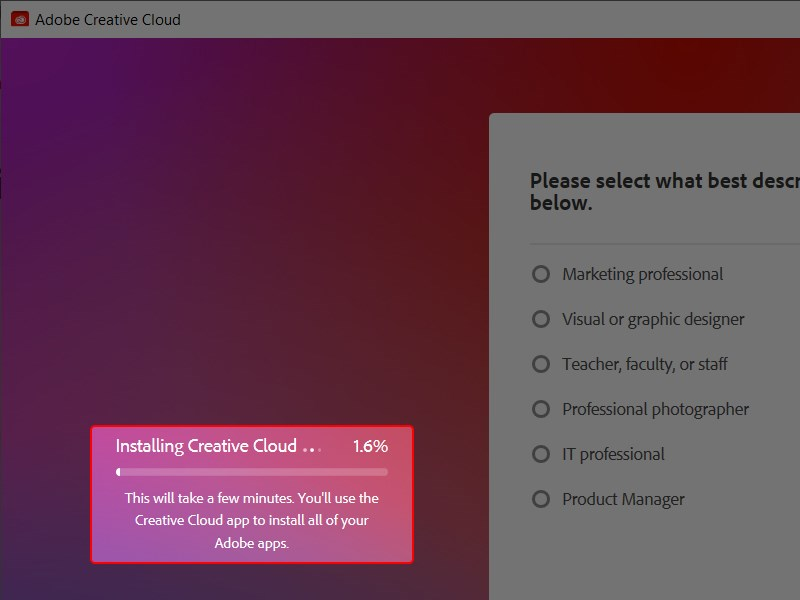 Adobe Creative Cloud
Please select what best
below.
Marketing professional
Visual or graphic designer
Teacher, faculty, or staff
Professional photographer
IT professional
Product Manager
Installing Creative Cloud ... 1.6%
This will take a few minutes. You'll use the
Creative Cloud app to install all of your
Adobe apps.